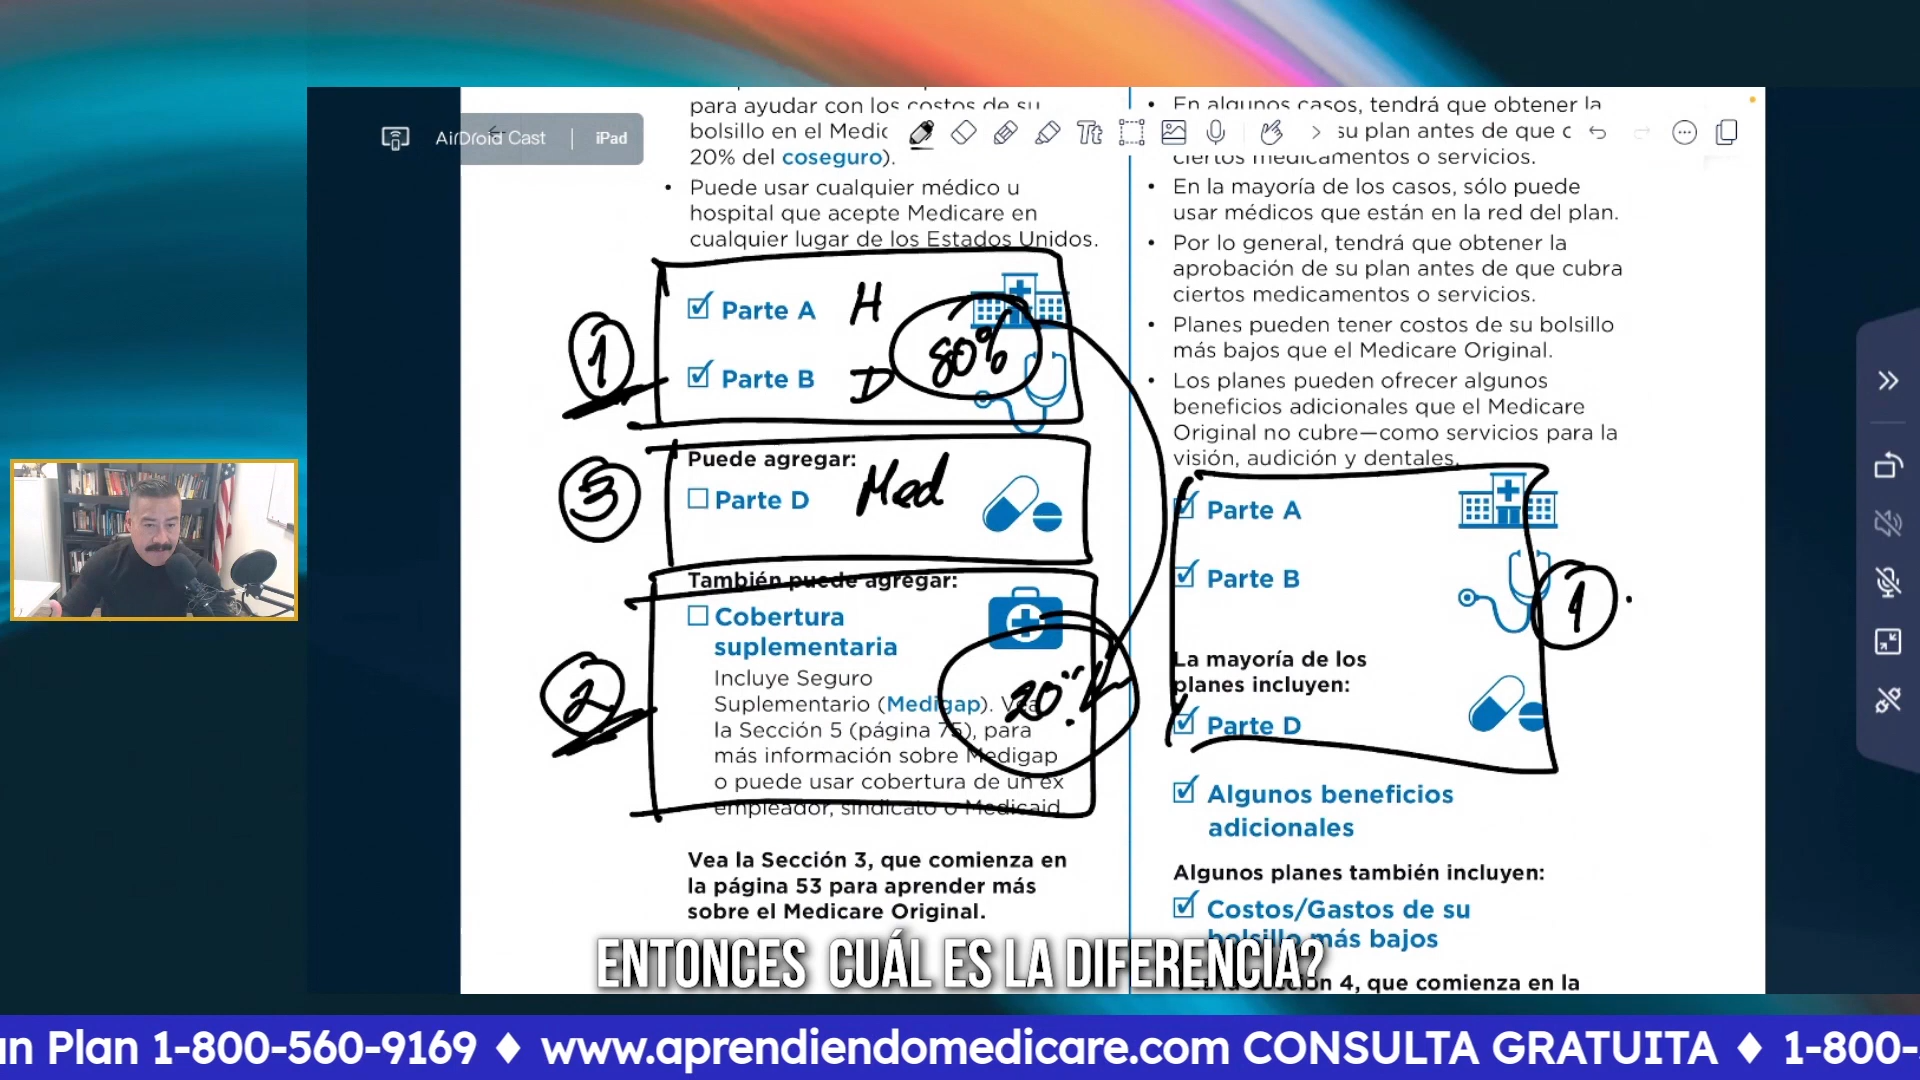 AirDroid Cast | iPad
para ayudar con los costos de su
bolsillo en el Medic
20% del coseguro).
• Puede usar cualquier médico u
hospital que acepte Medicare en
cualquier lugar de los Estados Unidos.
Parte A H
80%
1
Parte B D
Puede agregar:
3
Parte D Med
También puede agregar:
Cobertura
suplementaria
2
20%
Incluye Seguro
Suplementario (Medigap). Vea
la Sección 5 (página 75), para
más información sobre Medigap
o puede usar cobertura de un ex
empleador, sindicato o Medicaid
Vea la Sección 3, que comienza en
la página 53 para aprender más
sobre el Medicare Original.
• En algunos casos, tendrá que obtener la
su plan antes de que c
ciertos medicamentos o servicios.
• En la mayoría de los casos, sólo puede
usar médicos que están en la red del plan.
• Por lo general, tendrá que obtener la
aprobación de su plan antes de que cubra
ciertos medicamentos o servicios.
• Planes pueden tener costos de su bolsillo
más bajos que el Medicare Original.
• Los planes pueden ofrecer algunos
beneficios adicionales que el Medicare
Original no cubre—como servicios para la
visión, audición y dentales.
Parte A
Parte B
1
La mayoría de los
planes incluyen:
Parte D
Algunos beneficios
adicionales
Algunos planes también incluyen:
Costos/Gastos de su
bolsillo más bajos
Vea la Sección 4, que comienza en la
ENTONCES CUÁL ES LA DIFERENCIA?
an Plan 1-800-560-9169 ♦ www.aprendiendomedicare.com CONSULTA GRATUITA ♦ 1-800-